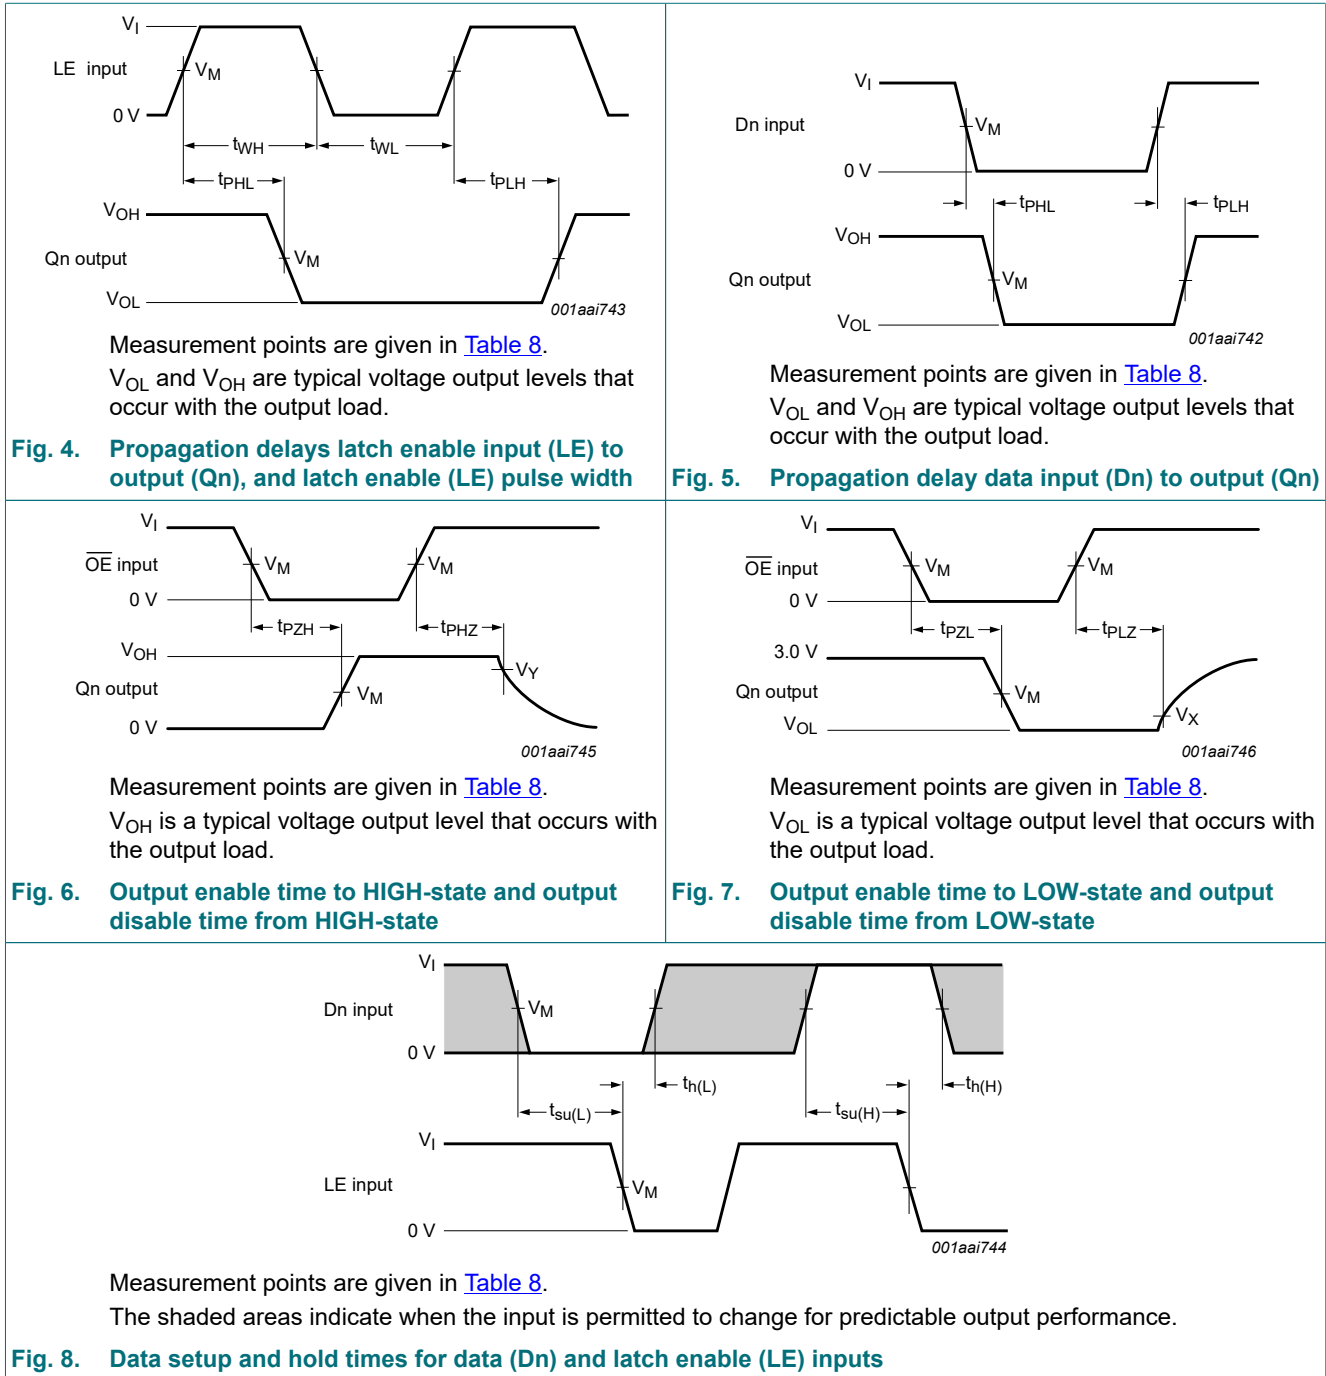 VI
LE input
VM
0 V
tWH
tWL
tPHL
tPLH
VOH
Qn output
VM
VOL
001aai743
Measurement points are given in Table 8.
VOL and VOH are typical voltage output levels that
occur with the output load.
Fig. 4. Propagation delays latch enable input (LE) to
output (Qn), and latch enable (LE) pulse width
VI
Dn input
VM
0 V
tPHL
tPLH
VOH
Qn output
VM
VOL
001aai742
Measurement points are given in Table 8.
VOL and VOH are typical voltage output levels that
occur with the output load.
Fig. 5. Propagation delay data input (Dn) to output (Qn)
VI
OE input
VM
VM
0 V
tPZH
tPHZ
VOH
VY
Qn output
VM
0 V
001aai745
Measurement points are given in Table 8.
VOH is a typical voltage output level that occurs with
the output load.
Fig. 6. Output enable time to HIGH-state and output
disable time from HIGH-state
VI
OE input
VM
VM
0 V
tPZL
tPLZ
3.0 V
Qn output
VM
VX
VOL
001aai746
Measurement points are given in Table 8.
VOL is a typical voltage output level that occurs with
the output load.
Fig. 7. Output enable time to LOW-state and output
disable time from LOW-state
VI
Dn input
VM
0 V
th(L)
th(H)
tsu(L)
tsu(H)
VI
LE input
VM
0 V
001aai744
Measurement points are given in Table 8.
The shaded areas indicate when the input is permitted to change for predictable output performance.
Fig. 8. Data setup and hold times for data (Dn) and latch enable (LE) inputs